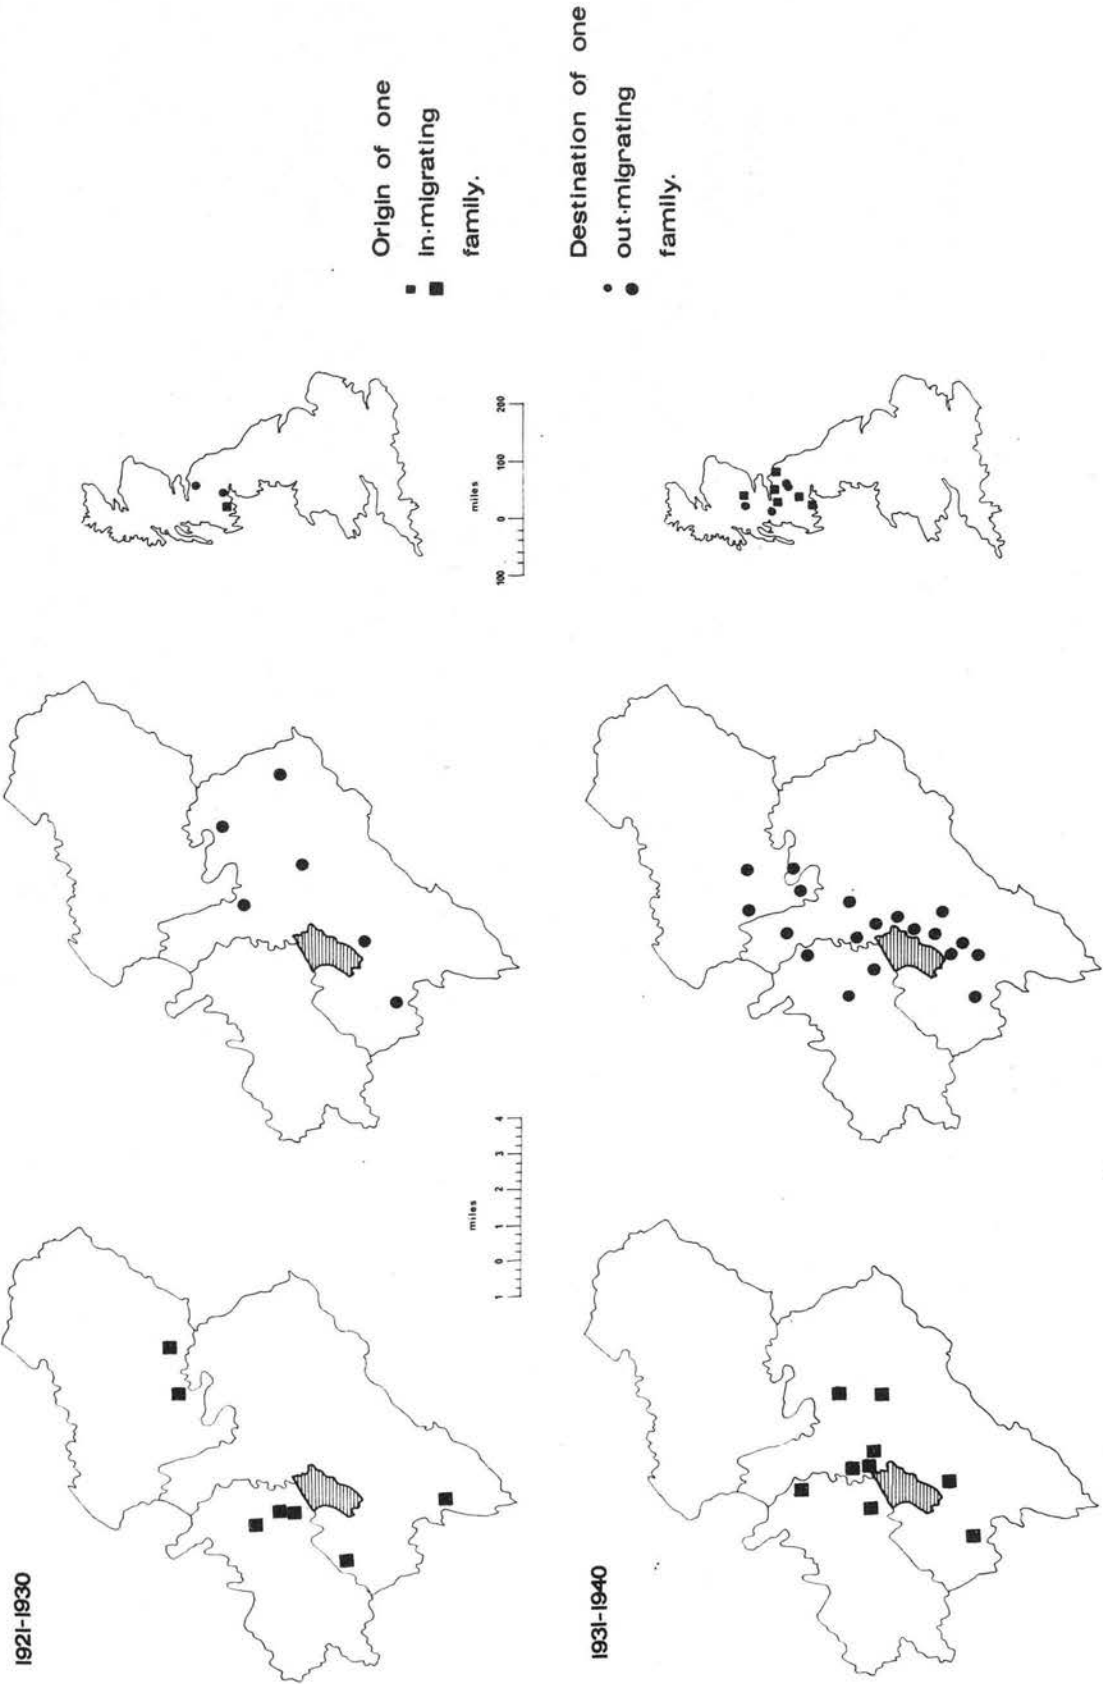 1921-1930
miles
1 0 1 2 3 4
miles
100 0 100 200
Origin of one
in·migrating
family.
1931-1940
Destination of one
out·migrating
family.